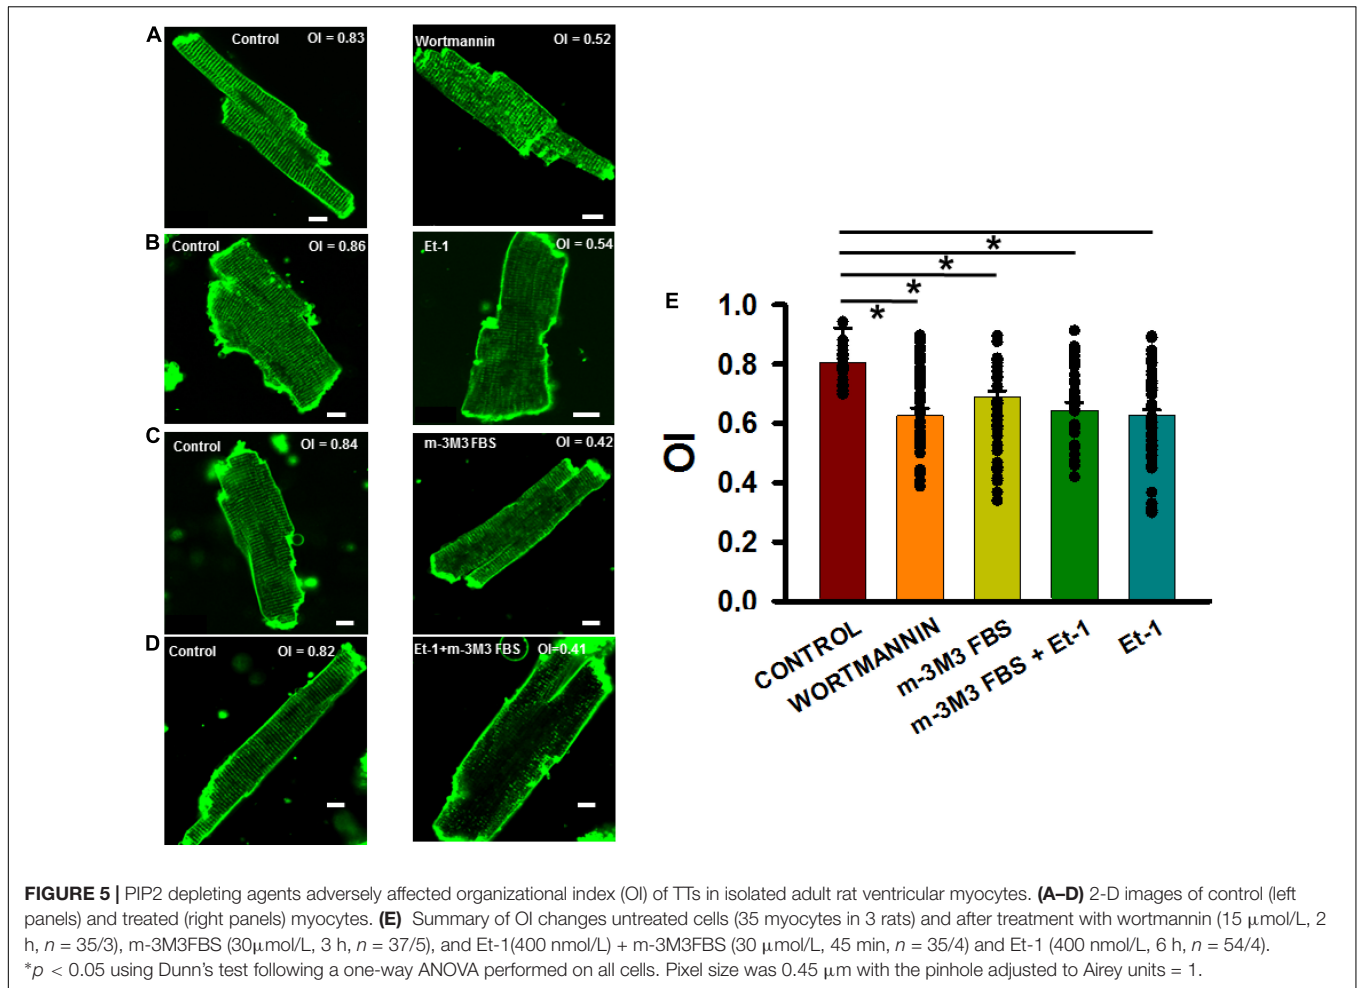 A
Control
OI = 0.83
Wortmannin
OI = 0.52
B
Control
OI = 0.86
Et-1
OI = 0.54
C
Control
OI = 0.84
m-3M3 FBS
OI = 0.42
D
Control
OI = 0.82
Et-1+m-3M3 FBS
OI=0.41
E
*
*
*
*
1.0
0.8
0.6
0.4
0.2
0.0
OI
CONTROL
WORTMANNIN
m-3M3 FBS
m-3M3 FBS + Et-1
Et-1
FIGURE 5 | PIP2 depleting agents adversely affected organizational index (OI) of TTs in isolated adult rat ventricular myocytes. (A–D) 2-D images of control (left
panels) and treated (right panels) myocytes. (E) Summary of OI changes untreated cells (35 myocytes in 3 rats) and after treatment with wortmannin (15 μmol/L, 2
h, n = 35/3), m-3M3FBS (30μmol/L, 3 h, n = 37/5), and Et-1(400 nmol/L) + m-3M3FBS (30 μmol/L, 45 min, n = 35/4) and Et-1 (400 nmol/L, 6 h, n = 54/4).
*p < 0.05 using Dunn's test following a one-way ANOVA performed on all cells. Pixel size was 0.45 μm with the pinhole adjusted to Airey units = 1.